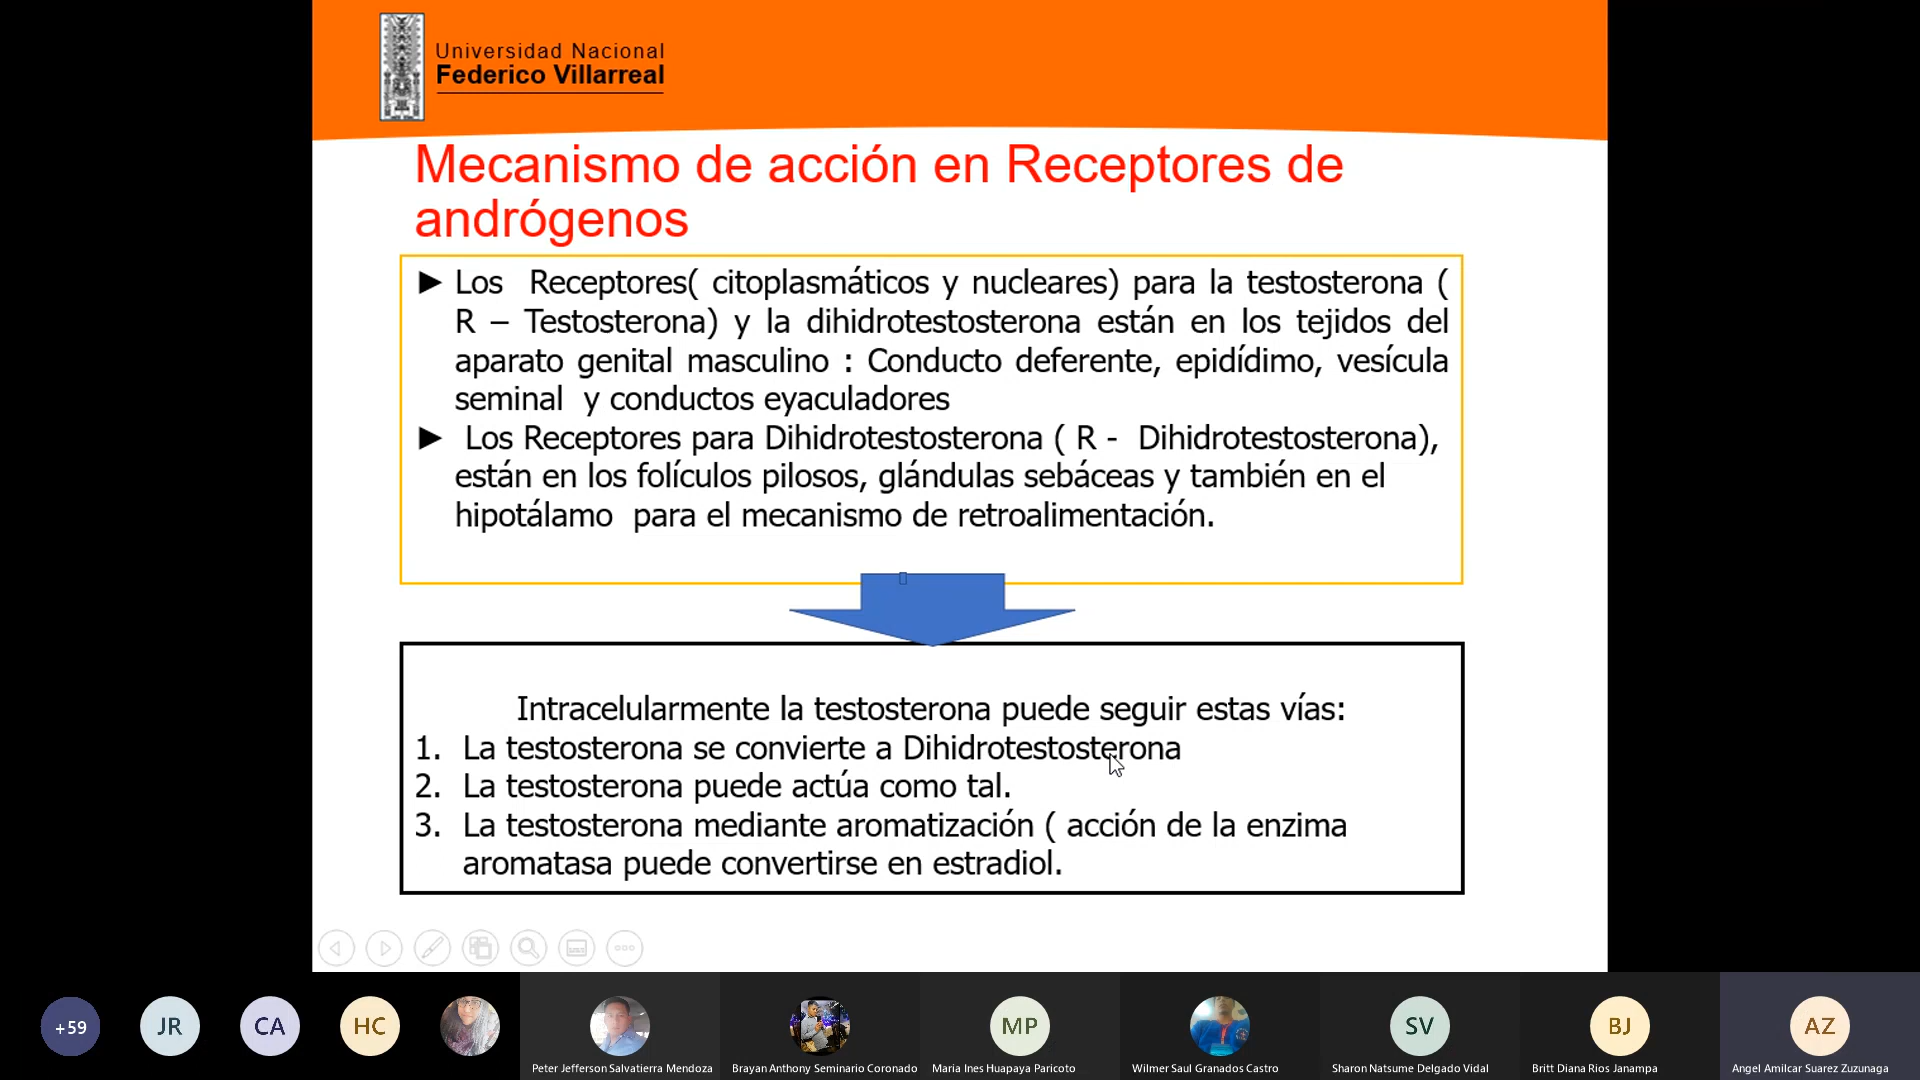 Universidad Nacional
Federico Villarreal
Mecanismo de acción en Receptores de
andrógenos
► Los Receptores( citoplasmáticos y nucleares) para la testosterona (
R – Testosterona) y la dihidrotestosterona están en los tejidos del
aparato genital masculino : Conducto deferente, epidídimo, vesícula
seminal y conductos eyaculadores
► Los Receptores para Dihidrotestosterona ( R - Dihidrotestosterona),
están en los folículos pilosos, glándulas sebáceas y también en el
hipotálamo para el mecanismo de retroalimentación.
Intracelularmente la testosterona puede seguir estas vías:
1. La testosterona se convierte a Dihidrotestosterona
2. La testosterona puede actúa como tal.
3. La testosterona mediante aromatización ( acción de la enzima
aromatasa puede convertirse en estradiol.
+59
JR
CA
HC
MP
SV
BJ
AZ
Peter Jefferson Salvatierra Mendoza
Brayan Anthony Seminario Coronado
Maria Ines Huapaya Paricoto
Wilmer Saul Granados Castro
Sharon Natsume Delgado Vidal
Britt Diana Rios Janampa
Angel Amilcar Suarez Zuzunaga